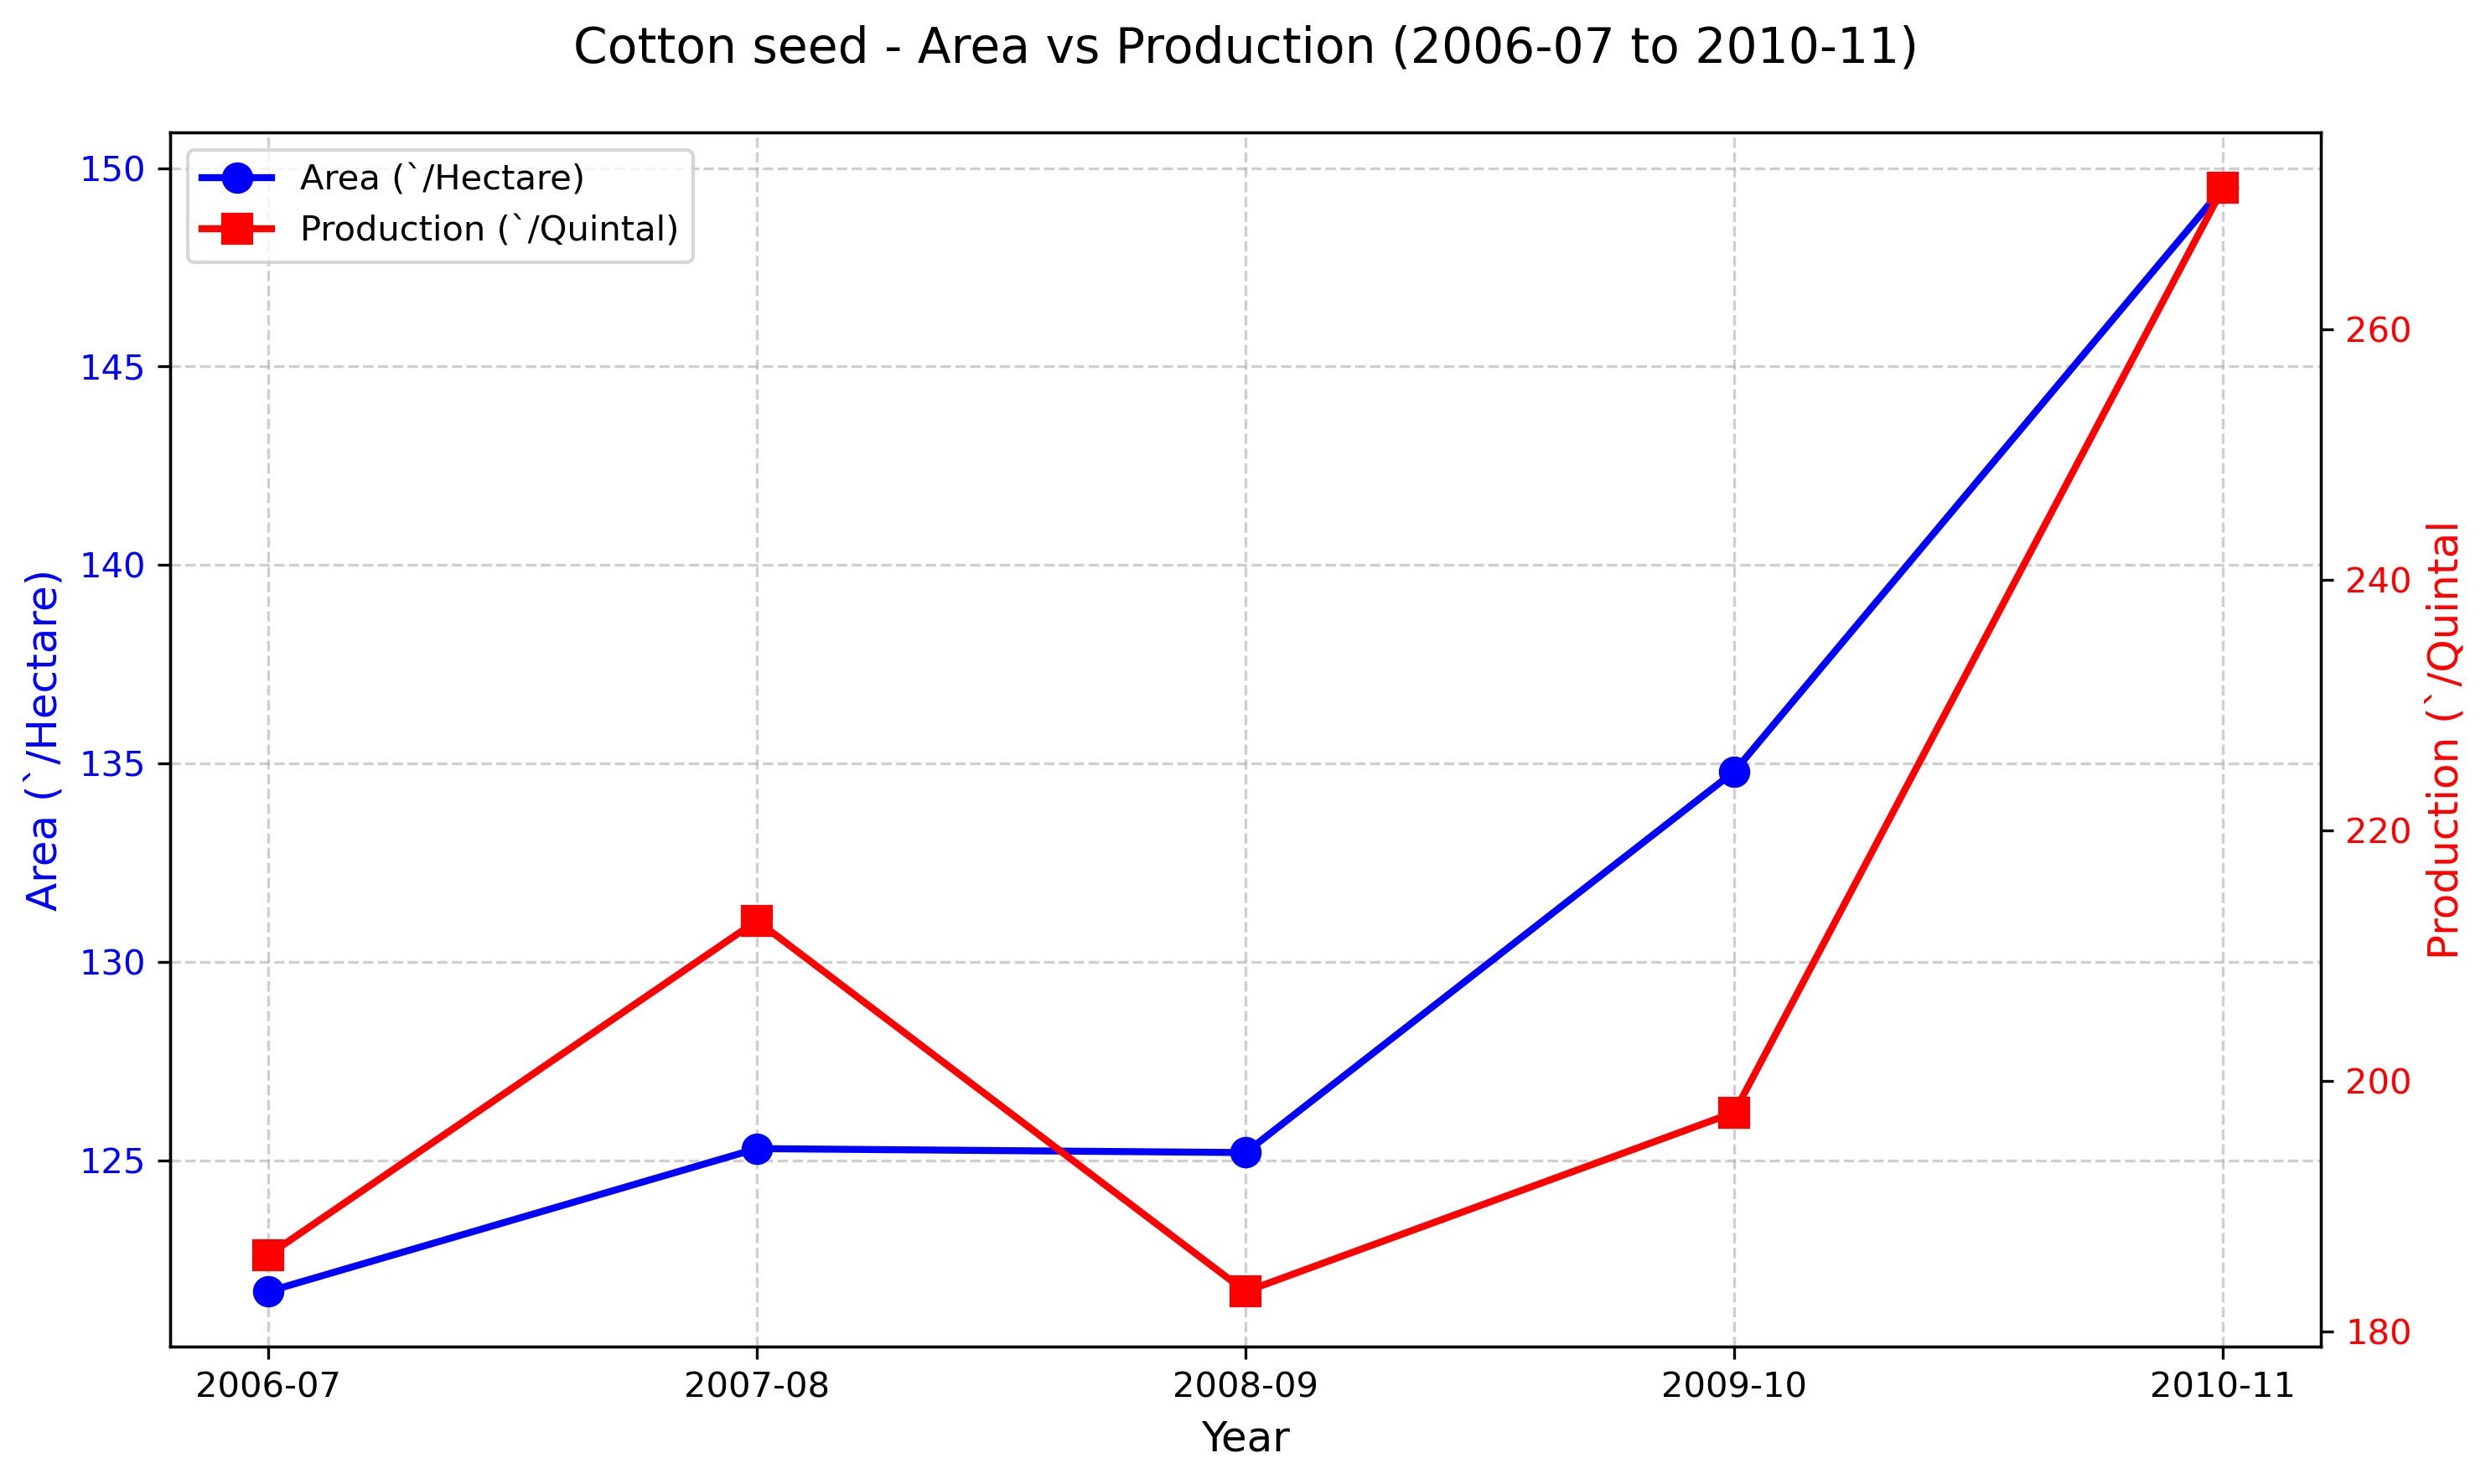 Cotton seed - Area vs Production (2006-07 to 2010-11)
Area (`/Hectare)
Production (`/Quintal)
150
145
140
135
130
125
Area (`/Hectare)
260
240
220
200
180
Production (`/Quintal
2006-07 2007-08 2008-09 2009-10 2010-11
Year